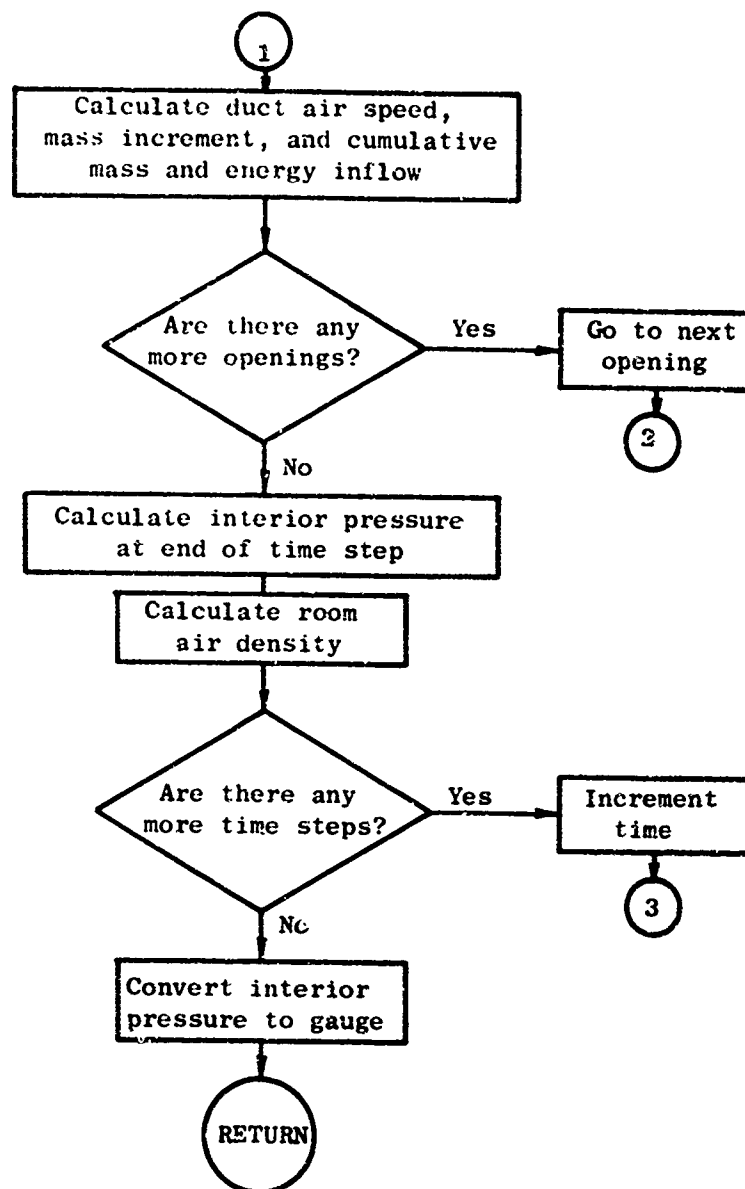 1
Calculate duct air speed,
mass increment, and cumulative
mass and energy inflow
Are there any
more openings?
Yes
Go to next
opening
2
No
Calculate interior pressure
at end of time step
Calculate room
air density
Are there any
more time steps?
Yes
Increment
time
3
No
Convert interior
pressure to gauge
RETURN